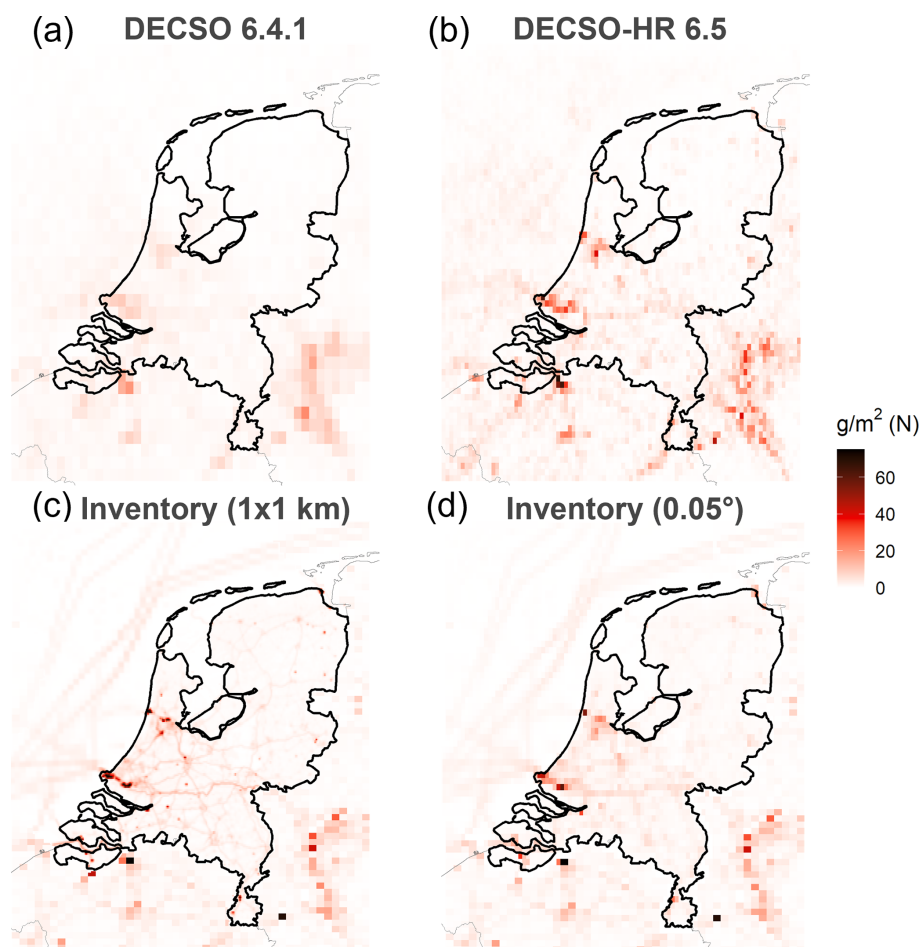 (a) DECSO 6.4.1
(b) DECSO-HR 6.5
g/m² (N)
60
40
20
0
(c) Inventory (1x1 km)
(d) Inventory (0.05°)